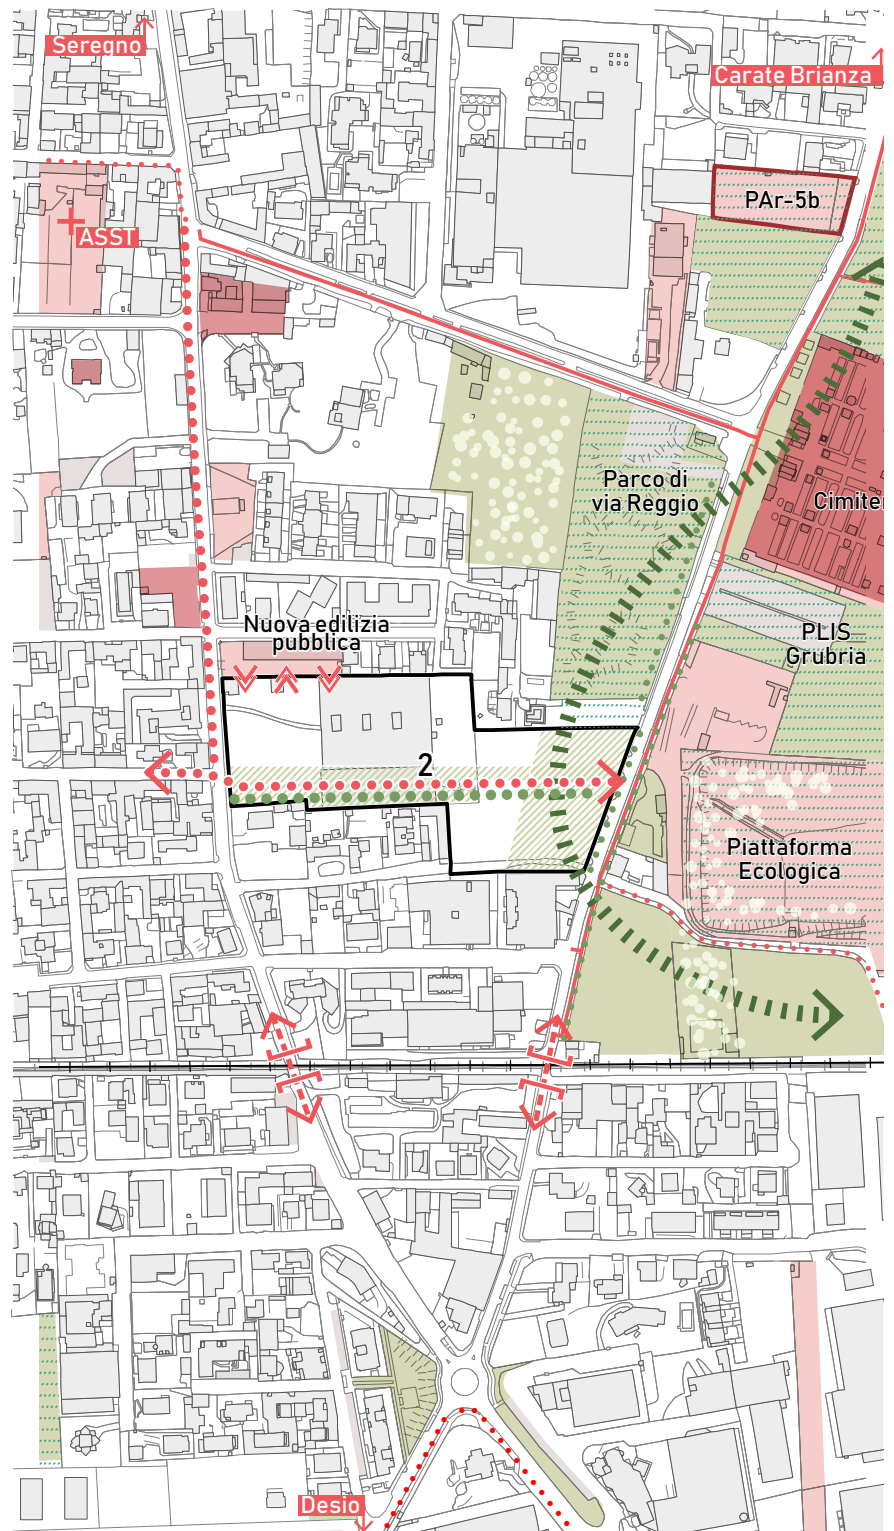 Seregno
Carate Brianza
PAr-5b
ASST
Parco di
via Reggio
Cimiter
Nuova edilizia
pubblica
PLIS
Grubria
2
Piattaforma
Ecologica
Desio